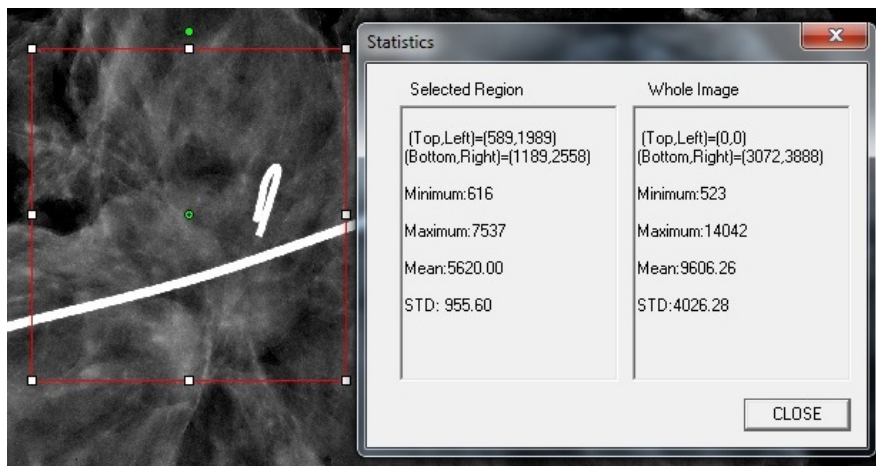 Statistics
Selected Region
(Top,Left)=(589,1989)
(Bottom,Right)=(1189,2558)
Minimum:616
Maximum:7537
Mean:5620.00
STD: 955.60
Whole Image
(Top,Left)=(0,0)
(Bottom,Right)=(3072,3888)
Minimum:523
Maximum:14042
Mean:9606.26
STD:4026.28
CLOSE